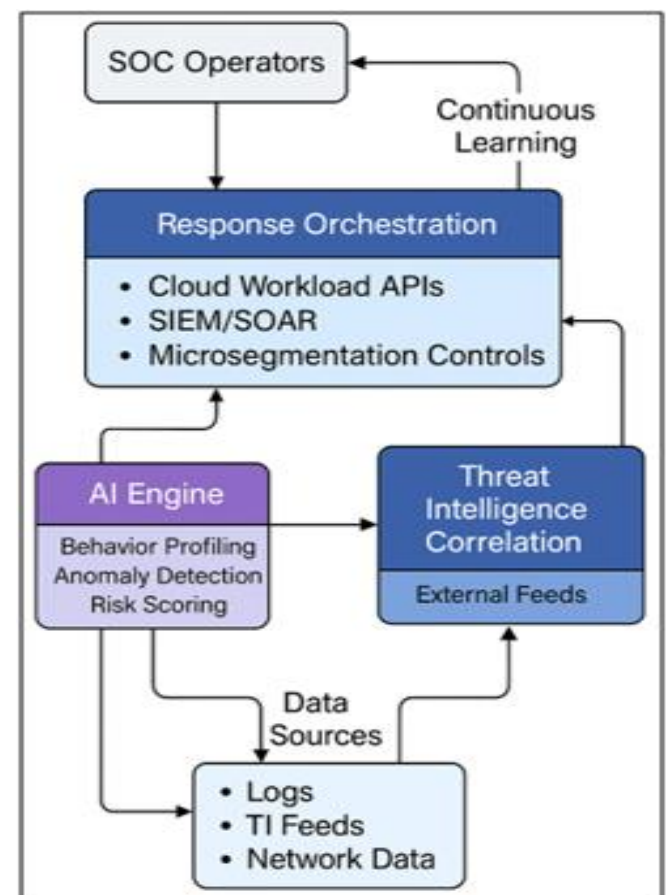 SOC Operators
Continuous
Learning
Response Orchestration
• Cloud Workload APIs
• SIEM/SOAR
• Microsegmentation Controls
AI Engine
Behavior Profiling
Anomaly Detection
Risk Scoring
Threat
Intelligence
Correlation
External Feeds
Data
Sources
• Logs
• TI Feeds
• Network Data